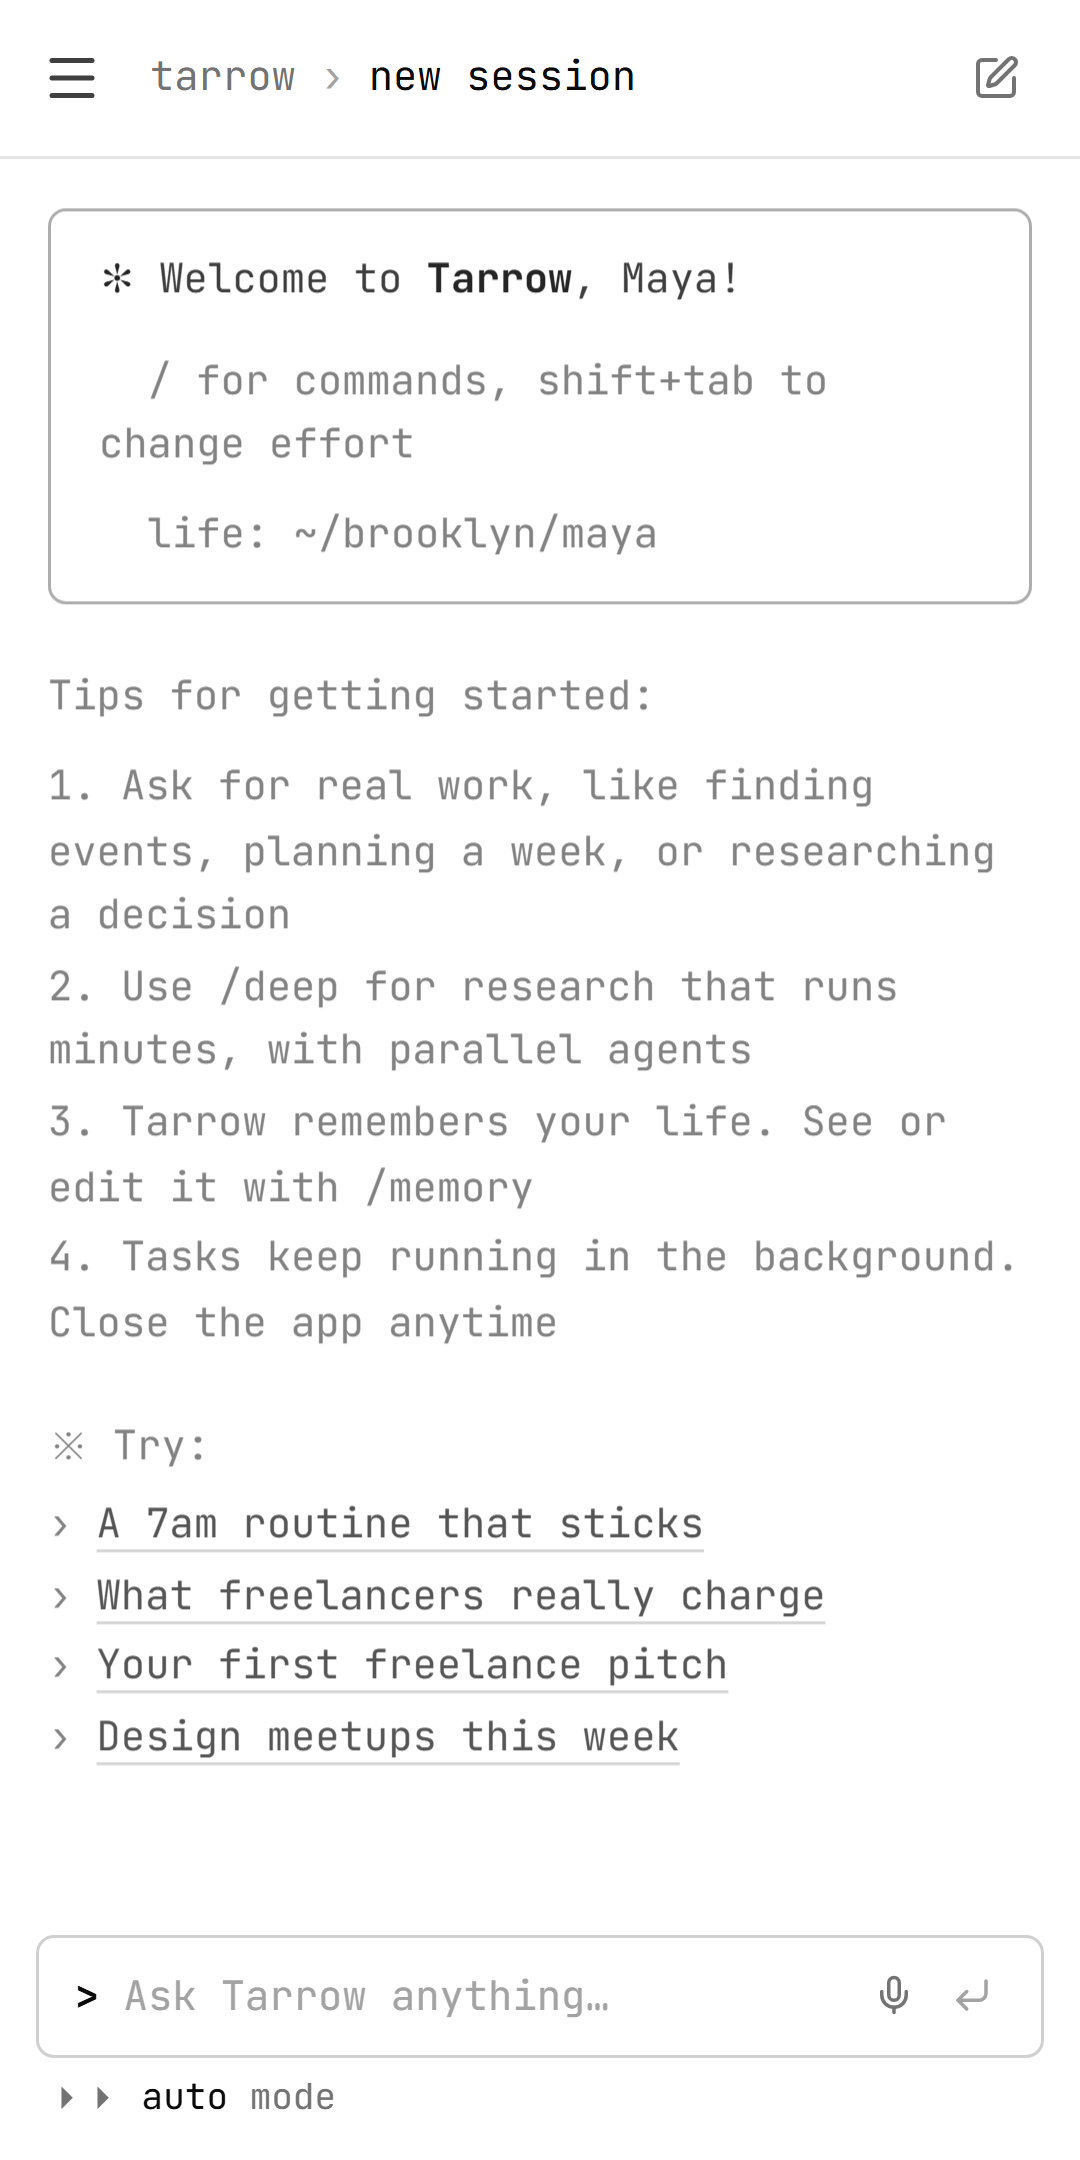 tarrow › new session
✻ Welcome to Tarrow, Maya!
/ for commands, shift+tab to
change effort
life: ~/brooklyn/maya
Tips for getting started:
1. Ask for real work, like finding
events, planning a week, or researching
a decision
2. Use /deep for research that runs
minutes, with parallel agents
3. Tarrow remembers your life. See or
edit it with /memory
4. Tasks keep running in the background.
Close the app anytime
※ Try:
› A 7am routine that sticks
› What freelancers really charge
› Your first freelance pitch
› Design meetups this week
> Ask Tarrow anything…
auto mode